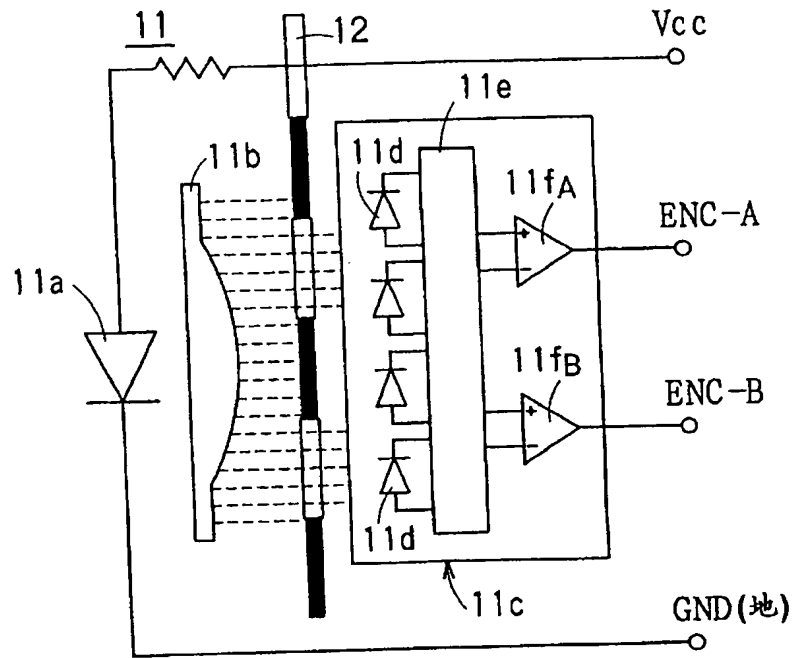 11
12
Vcc
11e
11b
11d
11fA
ENC-A
11a
11fB
ENC-B
11d
11c
GND(地)